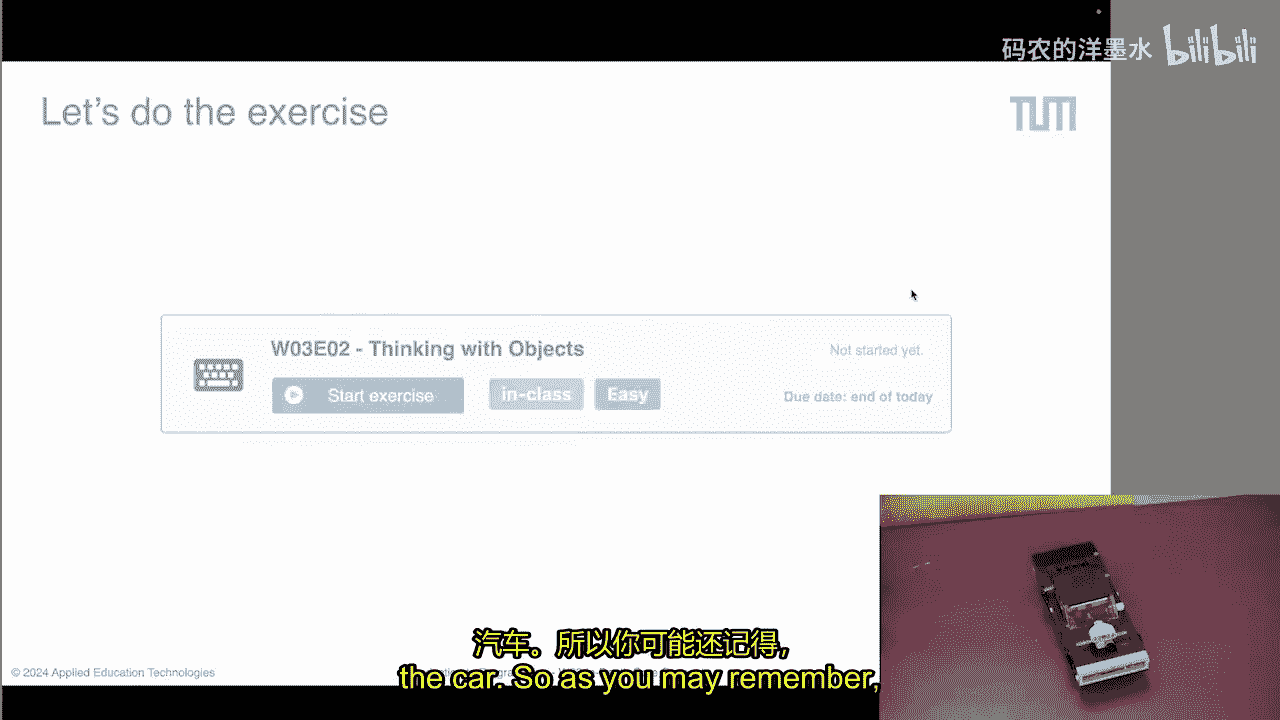 码农的洋墨水 bilibili
Let's do the exercise
TUM
W03E02 - Thinking with Objects
Not started yet.
Start exercise
in-class
Easy
Due date: end of today
汽车。所以你可能还记得,
the car. So as you may remember,
© 2024 Applied Education Technologies